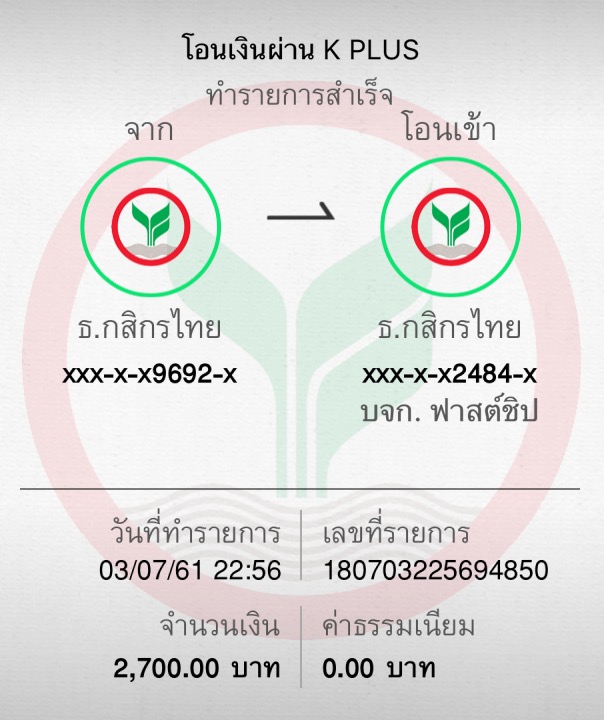 โอนเงินผ่าน K PLUS
ทำรายการสำเร็จ
จาก
โอนเข้า
ธ.กสิกรไทย
xxx-x-x9692-x
ธ.กสิกรไทย
xxx-x-x2484-x
บจก. ฟาสต์ชิป
วันที่ทำรายการ
03/07/61 22:56
เลขที่รายการ
180703225694850
จำนวนเงิน
2,700.00 บาท
ค่าธรรมเนียม
0.00 บาท